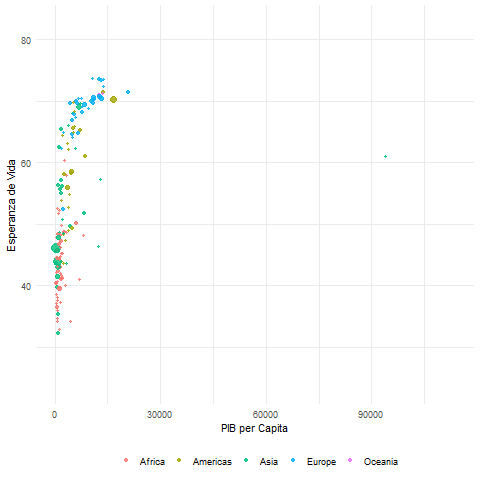 80
60
40
Esperanza de Vida
0 30000 60000 90000
PIB per Capita
Africa Americas Asia Europe Oceania